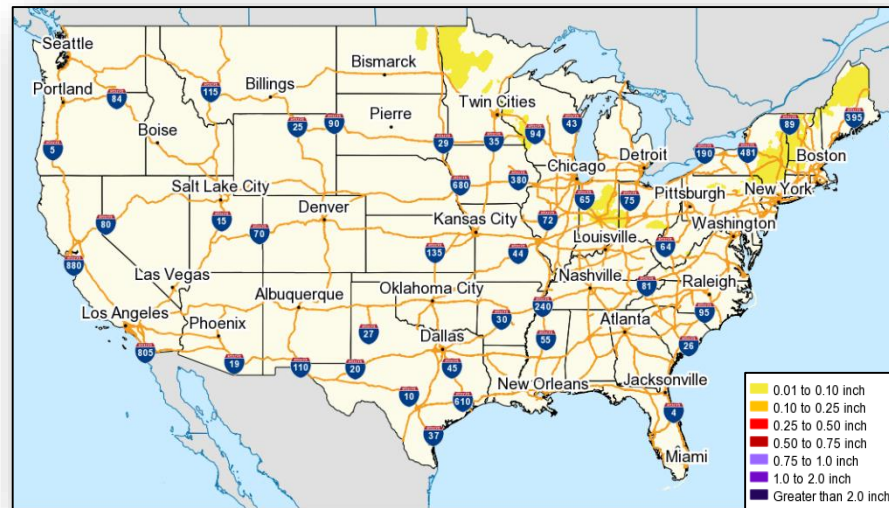 Seattle
Portland
84
115
Billings
Bismarck
Twin Cities
5
Boise
25
90
Pierre
29
35
94
43
Detroit
190
481
89
395
Boston
Salt Lake City
680
380
Chicago
65
75
Pittsburgh
New York
80
15
70
Denver
Kansas City
72
Louisville
64
Washington
880
Las Vegas
135
44
Nashville
81
Raleigh
Los Angeles
Albuquerque
Oklahoma City
240
95
Phoenix
27
30
Atlanta
805
19
110
20
Dallas
45
55
26
New Orleans
Jacksonville
10
610
4
37
Miami
0.01 to 0.10 inch
0.10 to 0.25 inch
0.25 to 0.50 inch
0.50 to 0.75 inch
0.75 to 1.0 inch
1.0 to 2.0 inch
Greater than 2.0 inch